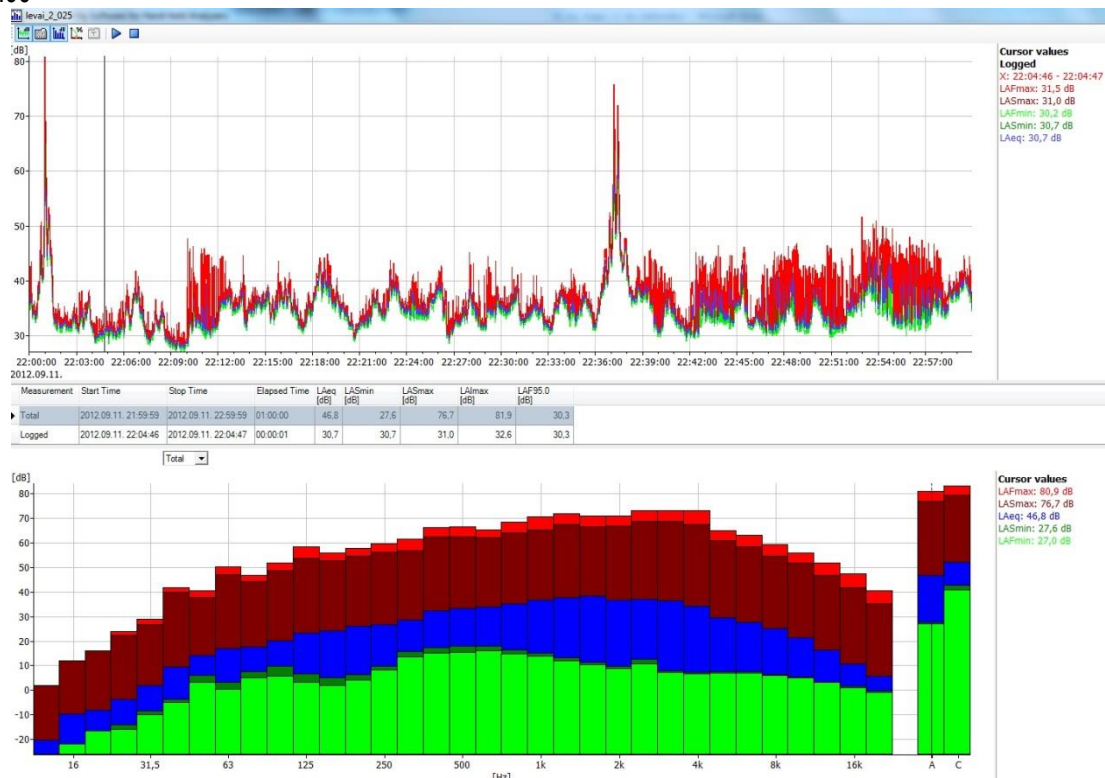 levai_2_025
[dB]
80
70
60
50
40
30
22:00:00 22:03:00 22:06:00 22:09:00 22:12:00 22:15:00 22:18:00 22:21:00 22:24:00 22:27:00 22:30:00 22:33:00 22:36:00 22:39:00 22:42:00 22:45:00 22:48:00 22:51:00 22:54:00 22:57:00
2012.09.11.
Cursor values
Logged
X: 22:04:46 - 22:04:47
LAFmax: 31,5 dB
LASmax: 31,0 dB
LAFmin: 30,2 dB
LASmin: 30,7 dB
LAeq: 30,7 dB
Measurement Start Time Stop Time Elapsed Time LAeq LASmin LASmax LAImax LAF95.0
[dB] [dB] [dB] [dB] [dB]
Total 2012.09.11. 21:59:59 2012.09.11. 22:59:59 01:00:00 46,8 27,6 76,7 81,9 30,3
Logged 2012.09.11. 22:04:46 2012.09.11. 22:04:47 00:00:01 30,7 30,7 31,0 32,6 30,3
Total
[dB]
80
70
60
50
40
30
20
10
0
-10
-20
16 31,5 63 125 250 500 1k 2k 4k 8k 16k A C
[Hz]
Cursor values
LAFmax: 80,9 dB
LASmax: 76,7 dB
LAeq: 46,8 dB
LASmin: 27,6 dB
LAFmin: 27,0 dB